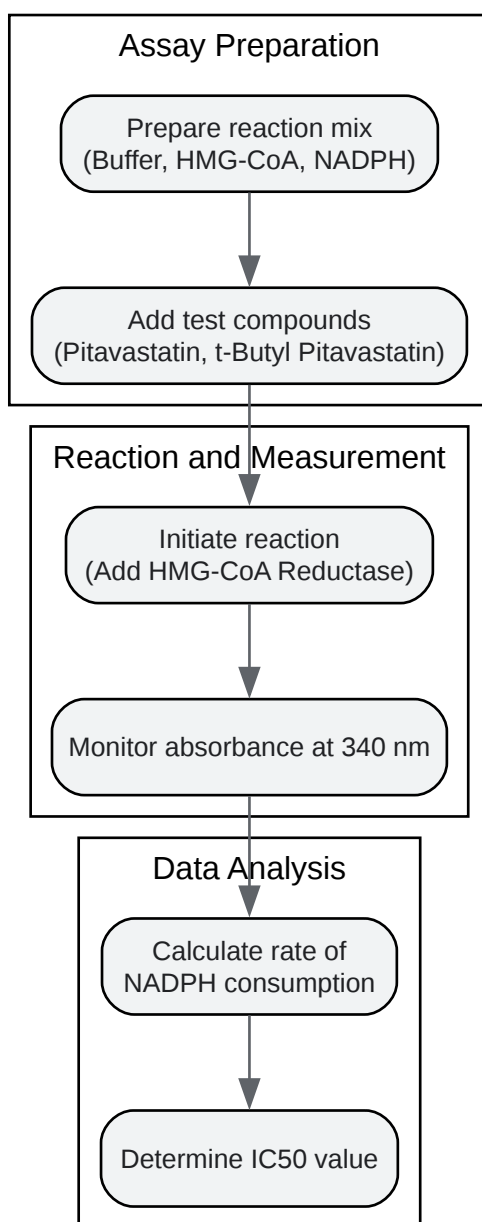 Assay Preparation
Prepare reaction mix
(Buffer, HMG-CoA, NADPH)
Add test compounds
(Pitavastatin, t-Butyl Pitavastatin)
Reaction and Measurement
Initiate reaction
(Add HMG-CoA Reductase)
Monitor absorbance at 340 nm
Data Analysis
Calculate rate of
NADPH consumption
Determine IC50 value